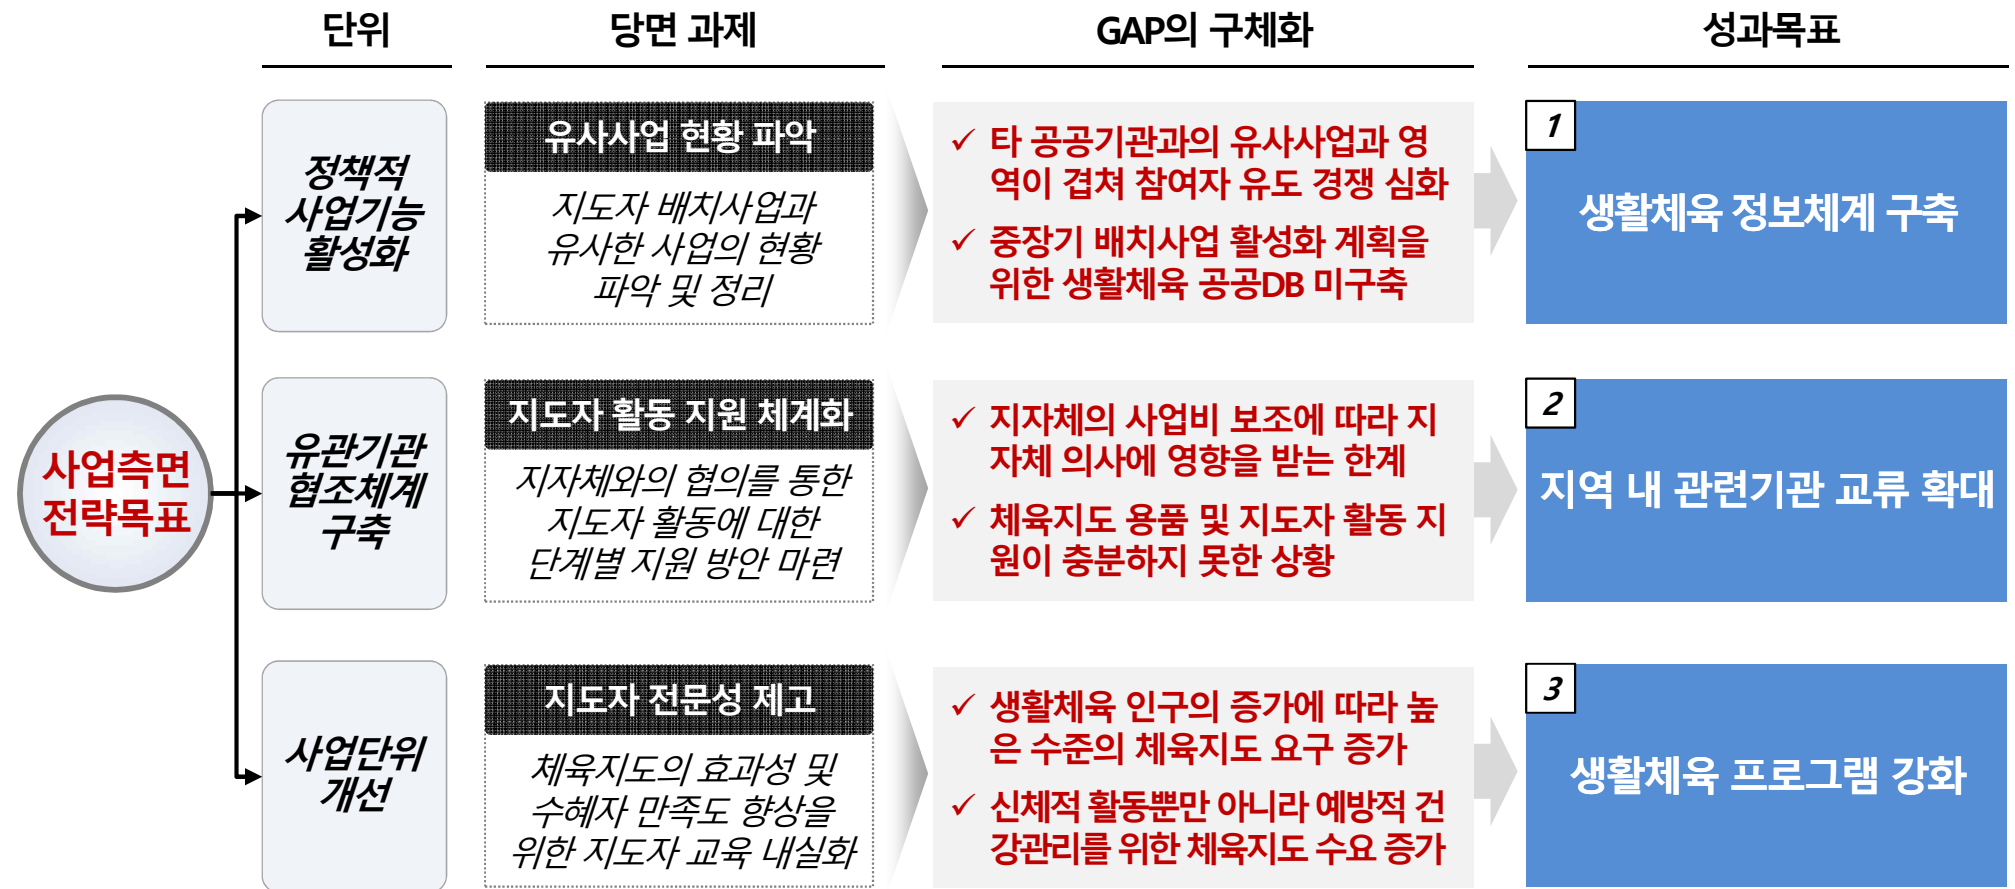 단위
당면 과제
GAP의 구체화
성과목표
사업측면
전략목표
정책적
사업기능
활성화
유사사업 현황 파악
지도자 배치사업과
유사한 사업의 현황
파악 및 정리
✓ 타 공공기관과의 유사사업과 영
역이 겹쳐 참여자 유도 경쟁 심화
✓ 중장기 배치사업 활성화 계획을
위한 생활체육 공공DB 미구축
1
생활체육 정보체계 구축
유관기관
협조체계
구축
지도자 활동 지원 체계화
지자체와의 협의를 통한
지도자 활동에 대한
단계별 지원 방안 마련
✓ 지자체의 사업비 보조에 따라 지
자체 의사에 영향을 받는 한계
✓ 체육지도 용품 및 지도자 활동 지
원이 충분하지 못한 상황
2
지역 내 관련기관 교류 확대
사업단위
개선
지도자 전문성 제고
체육지도의 효과성 및
수혜자 만족도 향상을
위한 지도자 교육 내실화
✓ 생활체육 인구의 증가에 따라 높
은 수준의 체육지도 요구 증가
✓ 신체적 활동뿐만 아니라 예방적 건
강관리를 위한 체육지도 수요 증가
3
생활체육 프로그램 강화